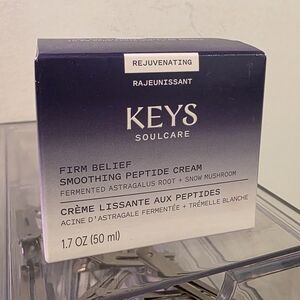 REJUVENATING
RAJEUNISSANT
KEYS
SOULCARE
FIRM BELIEF
SMOOTHING PEPTIDE CREAM
FERMENTED ASTRAGALUS ROOT + SNOW MUSHROOM
CRÈME LISSANTE AUX PEPTIDES
ACINE D'ASTRAGALE FERMENTÉE + TRÉMELLE BLANCHE
1.7 OZ (50 ml)